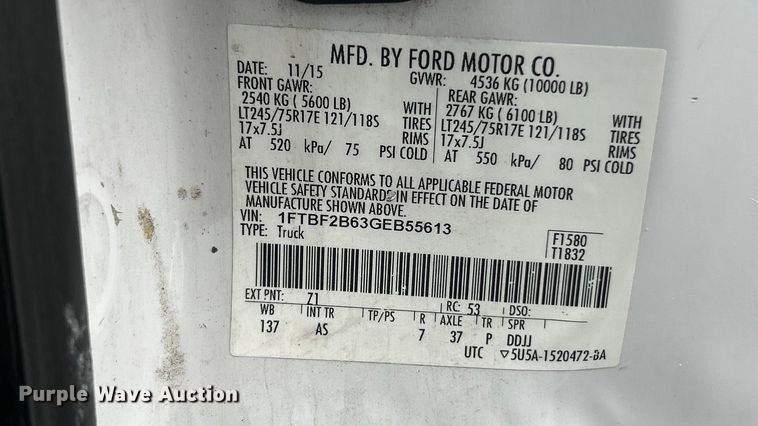 MFD. BY FORD MOTOR CO.
DATE: 11/15 GVWR: 4536 KG (10000 LB)
FRONT GAWR: REAR GAWR:
2540 KG ( 5600 LB) WITH 2767 KG ( 6100 LB) WITH
LT245/75R17E 121/118S TIRES LT245/75R17E 121/118S TIRES
17x7.5J RIMS 17x7.5J RIMS
AT 520 kPa/ 75 PSI COLD AT 550 kPa/ 80 PSI COLD
THIS VEHICLE CONFORMS TO ALL APPLICABLE FEDERAL MOTOR
VEHICLE SAFETY STANDARDS IN EFFECT ON THE DATE OF
MANUFACTURE SHOWN ABOVE.
VIN: 1FTBF2B63GEB55613
TYPE: Truck
F1580
T1832
EXT PNT: Z1 RC: 53 DSO:
WB INT TR TP/PS R AXLE TR SPR
137 AS 7 37 P DDJJ
UTC ▽5U5A-1520472-BA
Purple Wave Auction